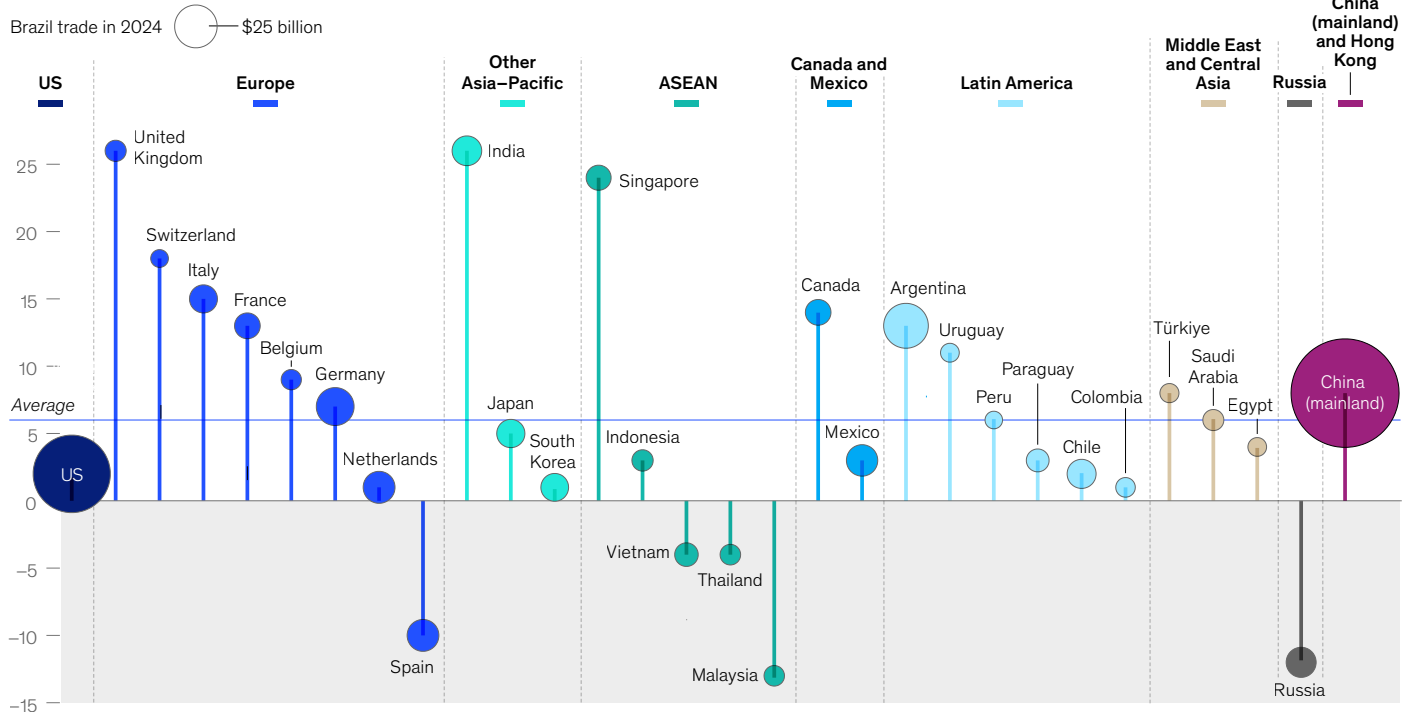 Brazil trade in 2024
$25 billion
US
Europe
Other
Asia–Pacific
ASEAN
Canada and
Mexico
Latin America
Middle East
and Central
Asia
Russia
China
(mainland)
and Hong
Kong
25
20
15
10
Average
5
0
–5
–10
–15
US
United
Kingdom
Switzerland
Italy
France
Belgium
Germany
Netherlands
Spain
India
Japan
South
Korea
Singapore
Indonesia
Vietnam
Thailand
Malaysia
Canada
Mexico
Argentina
Uruguay
Peru
Paraguay
Chile
Colombia
Türkiye
Saudi
Arabia
Egypt
Russia
China
(mainland)